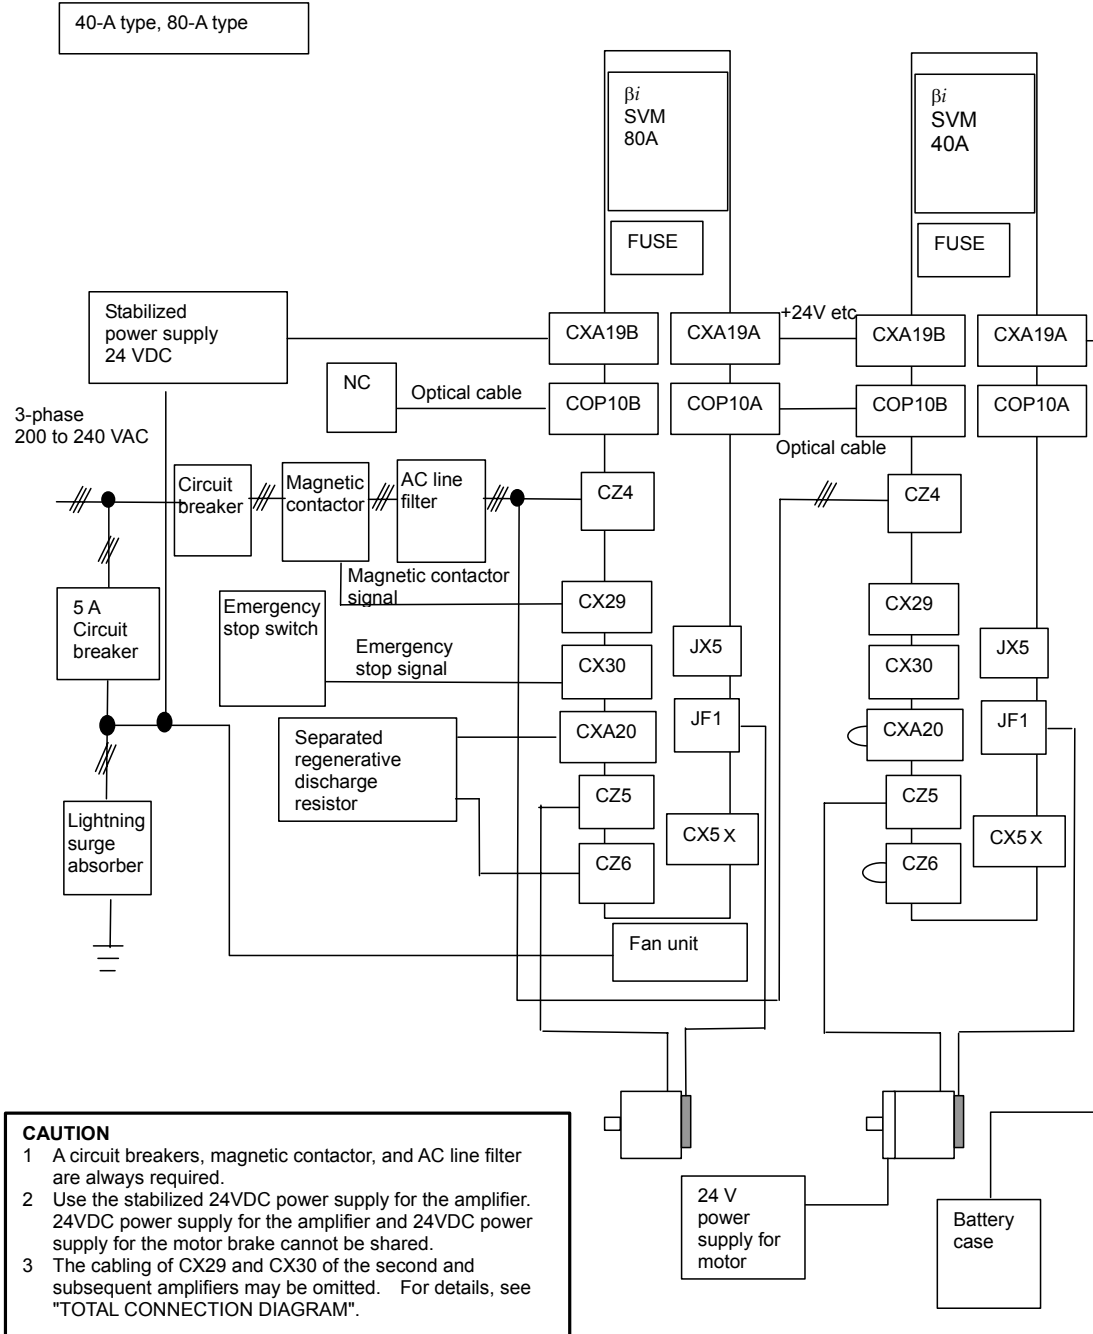 40-A type, 80-A type
βi
SVM
80A
βi
SVM
40A
FUSE
FUSE
Stabilized
power supply
24 VDC
+24V etc
CXA19B
CXA19A
CXA19B
CXA19A
NC
Optical cable
COP10B
COP10A
COP10B
COP10A
3-phase
200 to 240 VAC
Optical cable
Circuit
breaker
Magnetic
contactor
AC line
filter
CZ4
CZ4
Magnetic contactor
signal
5 A
Circuit
breaker
Emergency
stop switch
CX29
CX29
Emergency
stop signal
CX30
JX5
CX30
JX5
Separated
regenerative
discharge
resistor
CXA20
JF1
CXA20
JF1
CZ5
CZ5
Lightning
surge
absorber
CX5 X
CX5 X
CZ6
CZ6
Fan unit
CAUTION
1 A circuit breakers, magnetic contactor, and AC line filter
are always required.
2 Use the stabilized 24VDC power supply for the amplifier.
24VDC power supply for the amplifier and 24VDC power
supply for the motor brake cannot be shared.
3 The cabling of CX29 and CX30 of the second and
subsequent amplifiers may be omitted. For details, see
"TOTAL CONNECTION DIAGRAM".
24 V
power
supply for
motor
Battery
case